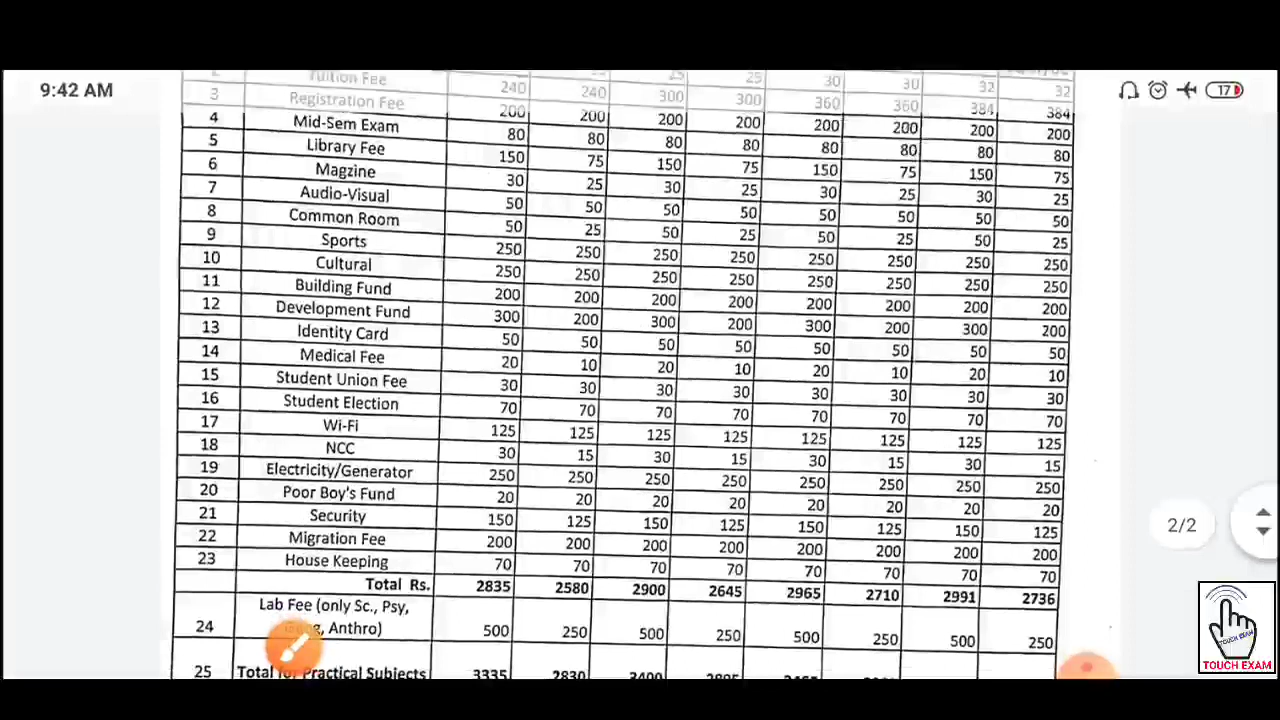 25 25 30 30 32 32
2 Tuition Fee 240 240 300 300 360 360 384 384
3 Registration Fee 200 200 200 200 200 200 200 200
4 Mid-Sem Exam 80 80 80 80 80 80 80 80
5 Library Fee 150 75 150 75 150 75 150 75
6 Magzine 30 25 30 25 30 25 30 25
7 Audio-Visual 50 50 50 50 50 50 50 50
8 Common Room 50 25 50 25 50 25 50 25
9 Sports 250 250 250 250 250 250 250 250
10 Cultural 250 250 250 250 250 250 250 250
11 Building Fund 200 200 200 200 200 200 200 200
12 Development Fund 300 200 300 200 300 200 300 200
13 Identity Card 50 50 50 50 50 50 50 50
14 Medical Fee 20 10 20 10 20 10 20 10
15 Student Union Fee 30 30 30 30 30 30 30 30
16 Student Election 70 70 70 70 70 70 70 70
17 Wi-Fi 125 125 125 125 125 125 125 125
18 NCC 30 15 30 15 30 15 30 15
19 Electricity/Generator 250 250 250 250 250 250 250 250
20 Poor Boy's Fund 20 20 20 20 20 20 20 20
21 Security 150 125 150 125 150 125 150 125
22 Migration Fee 200 200 200 200 200 200 200 200
23 House Keeping 70 70 70 70 70 70 70 70
Total Rs. 2835 2580 2900 2645 2965 2710 2991 2736
Lab Fee (only Sc., Psy,
24 Anthro) 500 250 500 250 500 250 500 250
25 Total for Practical Subjects 3335 2830 3400 2895 3465
9:42 AM
17
2/2
TOUCH EXAM
TOUCH EXAM